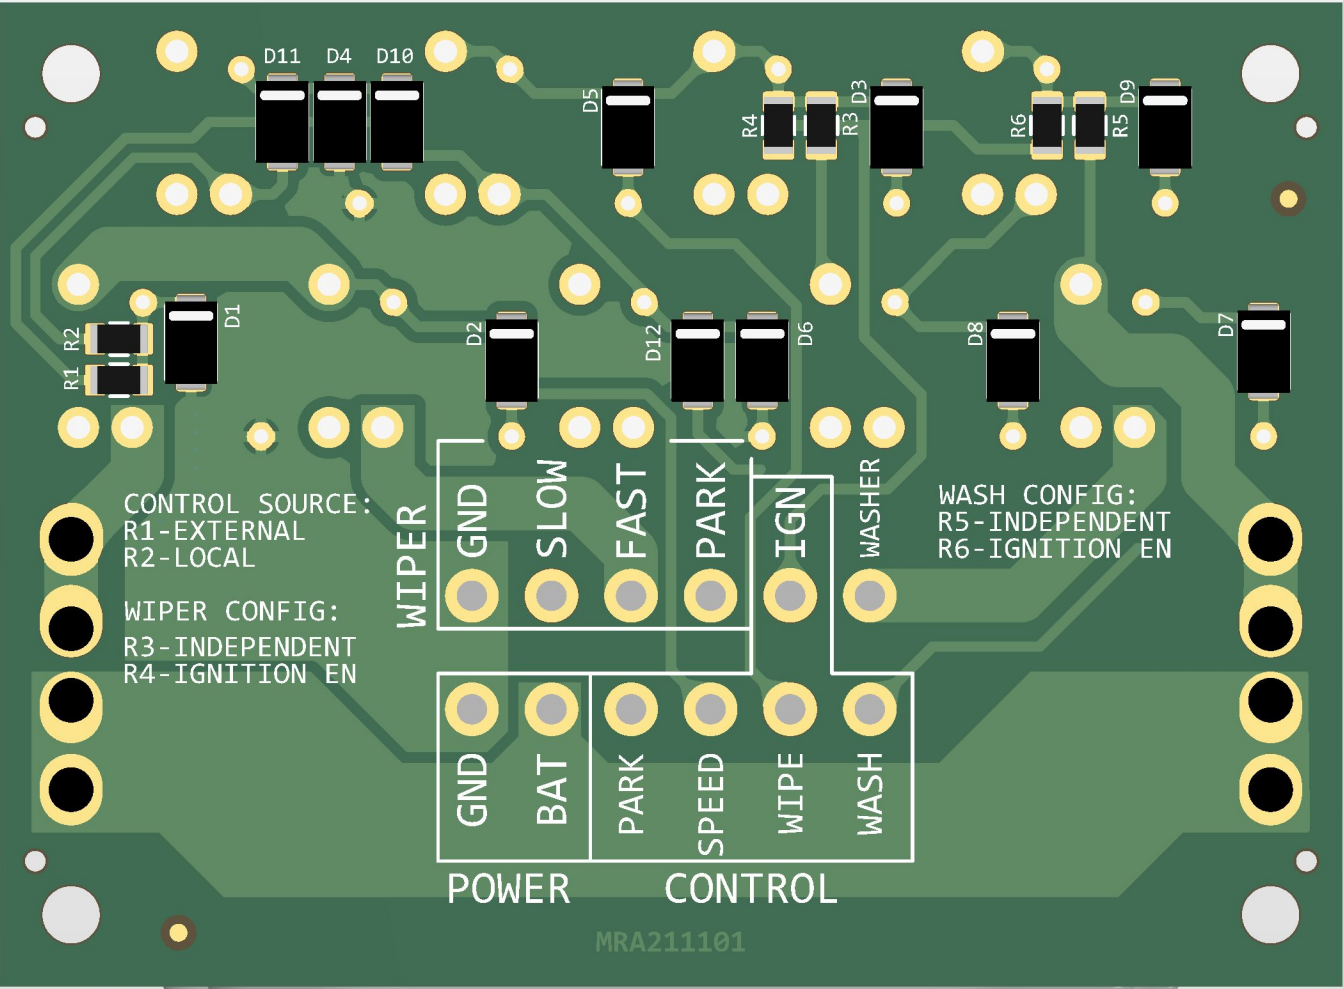 D11 D4 D10
D5
R4
R3
D3
R6
R5
D9
R2
R1
D1
D2
D12
D6
D8
D7
CONTROL SOURCE:
R1-EXTERNAL
R2-LOCAL
WIPER CONFIG:
R3-INDEPENDENT
R4-IGNITION EN
WIPER
GND
SLOW
FAST
PARK
IGN
WASHER
WASH CONFIG:
R5-INDEPENDENT
R6-IGNITION EN
GND
BAT
PARK
SPEED
WIPE
WASH
POWER CONTROL
MRA211101